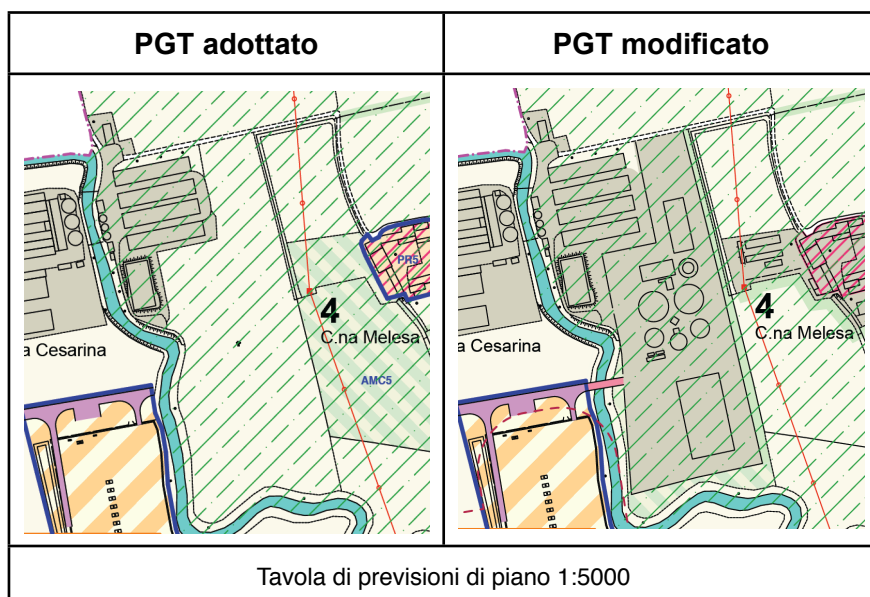 PGT adottato
PGT modificato
PR5
4
C.na Melesa
a Cesarina
AMC5
4
C.na Melesa
a Cesarina
Tavola di previsioni di piano 1:5000